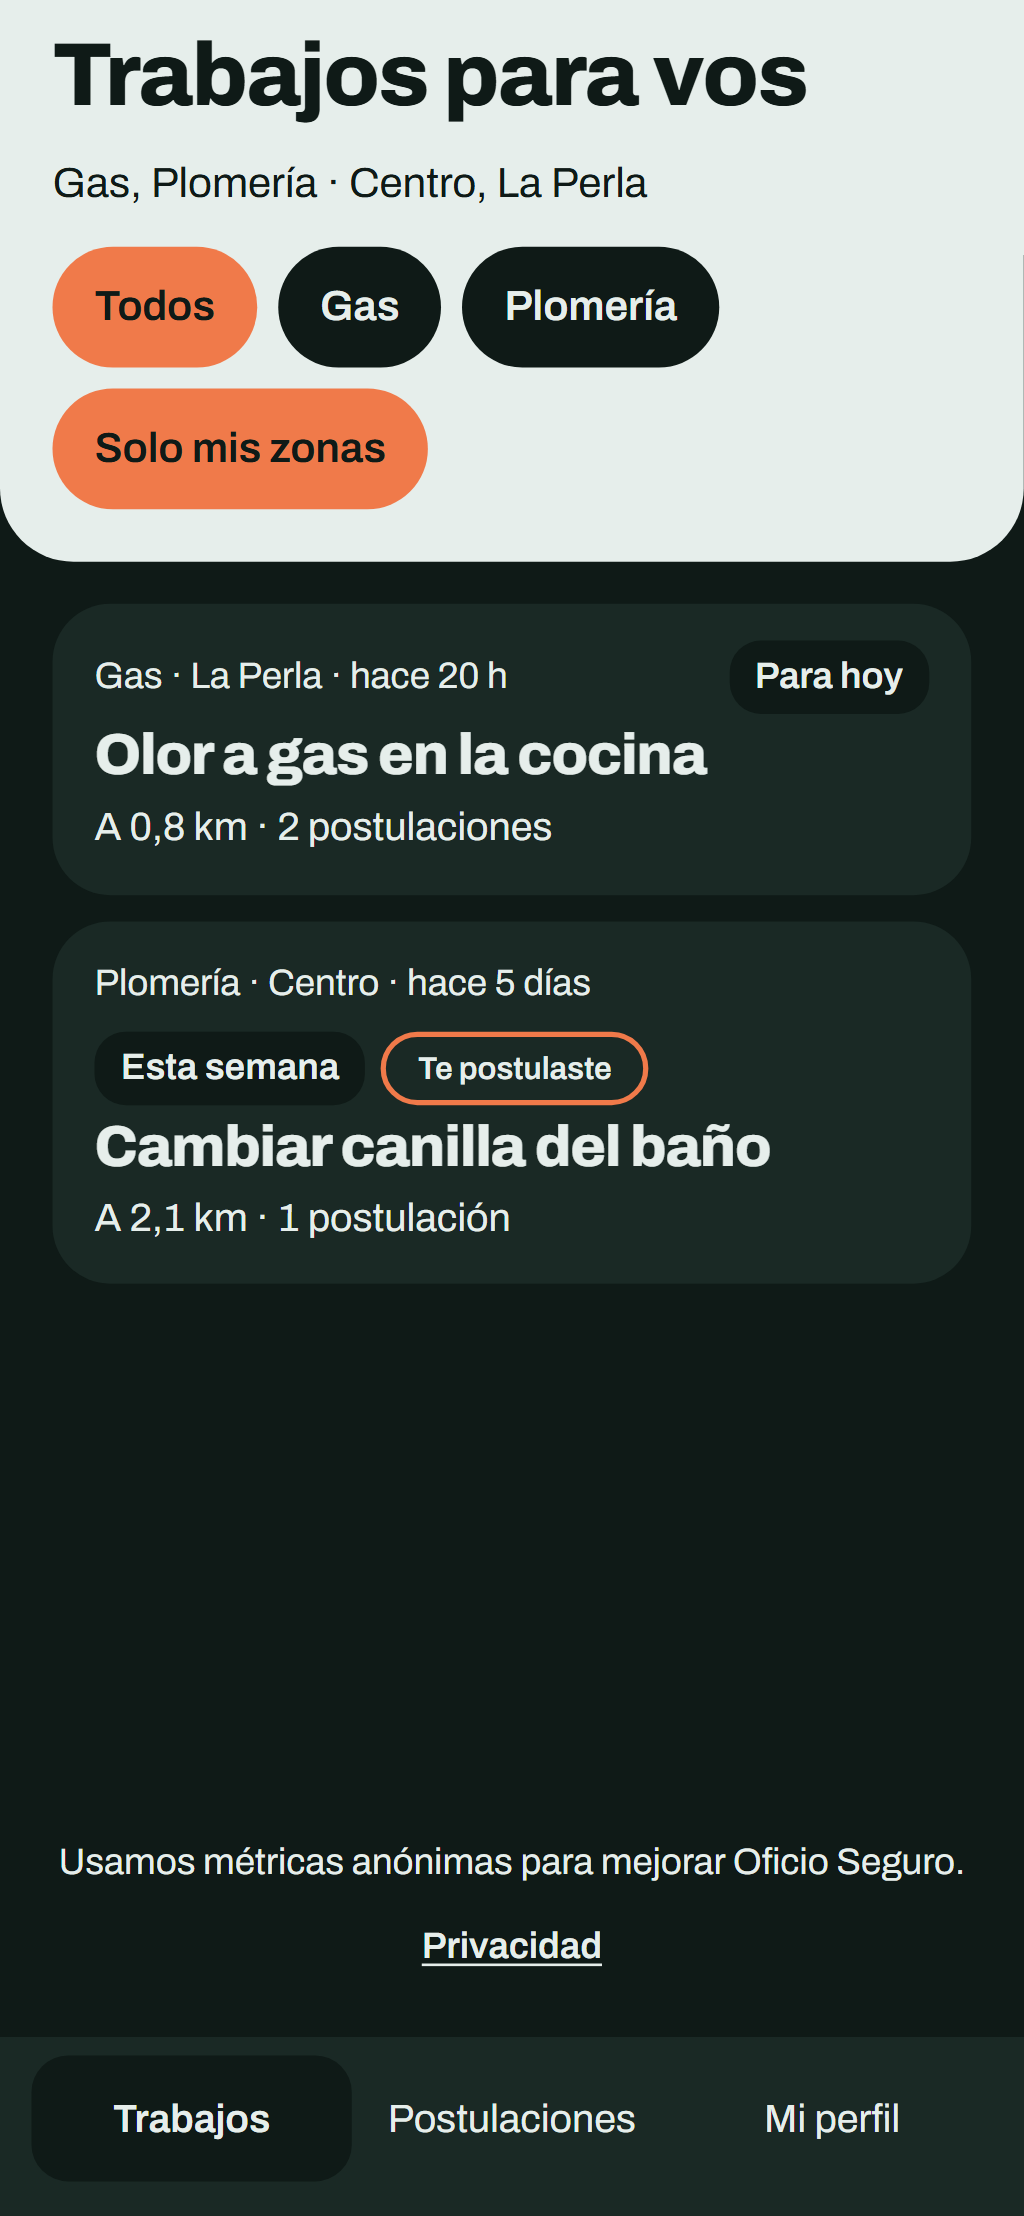 Trabajos para vos
Gas, Plomería · Centro, La Perla
Todos
Gas
Plomería
Solo mis zonas
Gas · La Perla · hace 20 h
Para hoy
Olor a gas en la cocina
A 0,8 km · 2 postulaciones
Plomería · Centro · hace 5 días
Esta semana
Te postulaste
Cambiar canilla del baño
A 2,1 km · 1 postulación
Usamos métricas anónimas para mejorar Oficio Seguro.
Privacidad
Trabajos
Postulaciones
Mi perfil